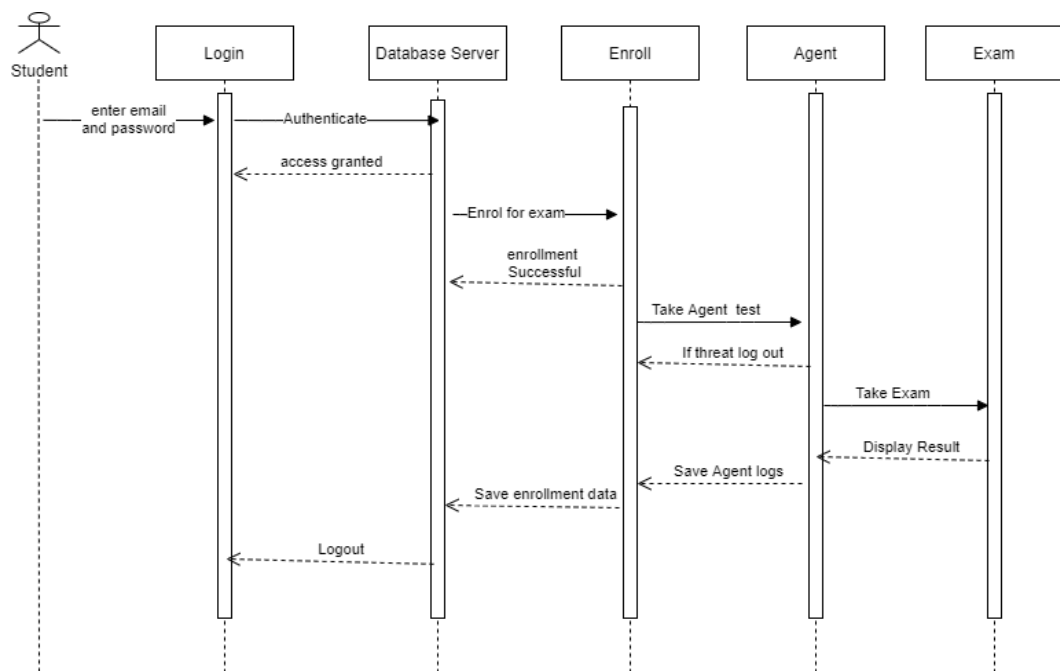 Student
Login
Database Server
Enroll
Agent
Exam
enter email
and password
Authenticate
access granted
Enrol for exam
enrollment
Successful
Take Agent test
If threat log out
Take Exam
Display Result
Save Agent logs
Save enrollment data
Logout